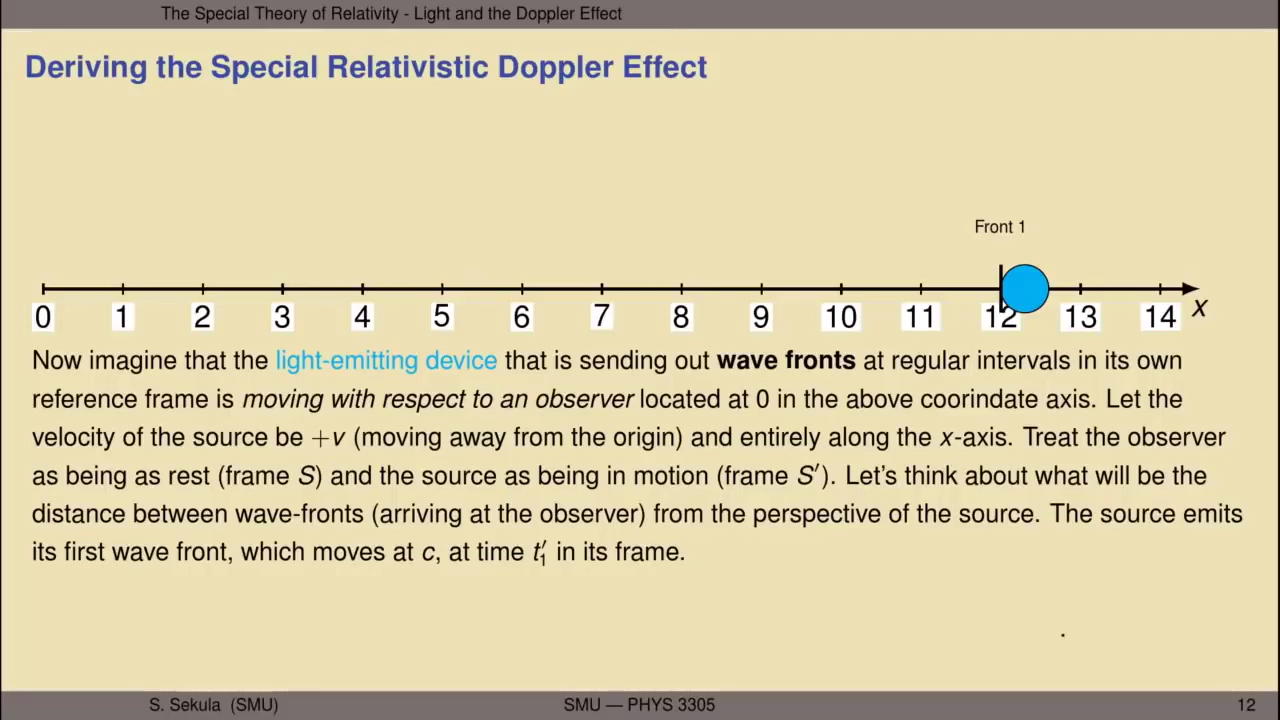 The Special Theory of Relativity - Light and the Doppler Effect
Deriving the Special Relativistic Doppler Effect
Front 1
0 1 2 3 4 5 6 7 8 9 10 11 12 13 14 x
Now imagine that the light-emitting device that is sending out wave fronts at regular intervals in its own
reference frame is moving with respect to an observer located at 0 in the above coorindate axis. Let the
velocity of the source be +v (moving away from the origin) and entirely along the x-axis. Treat the observer
as being as rest (frame S) and the source as being in motion (frame S′). Let's think about what will be the
distance between wave-fronts (arriving at the observer) from the perspective of the source. The source emits
its first wave front, which moves at c, at time t′₁ in its frame.
S. Sekula (SMU) SMU — PHYS 3305 12